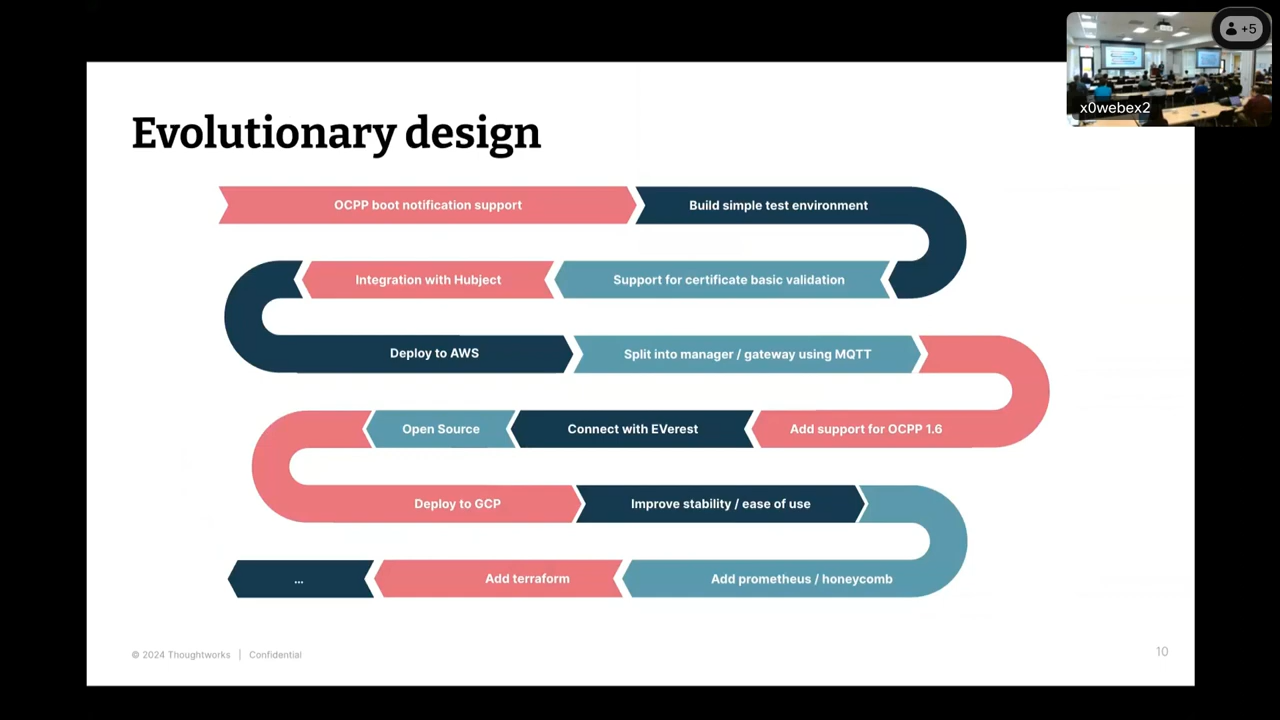 +5
x0webex2
Evolutionary design
OCPP boot notification support
Build simple test environment
Support for certificate basic validation
Integration with Hubject
Deploy to AWS
Split into manager / gateway using MQTT
Add support for OCPP 1.6
Connect with EVerest
Open Source
Deploy to GCP
Improve stability / ease of use
Add prometheus / honeycomb
Add terraform
...
© 2024 Thoughtworks | Confidential
10